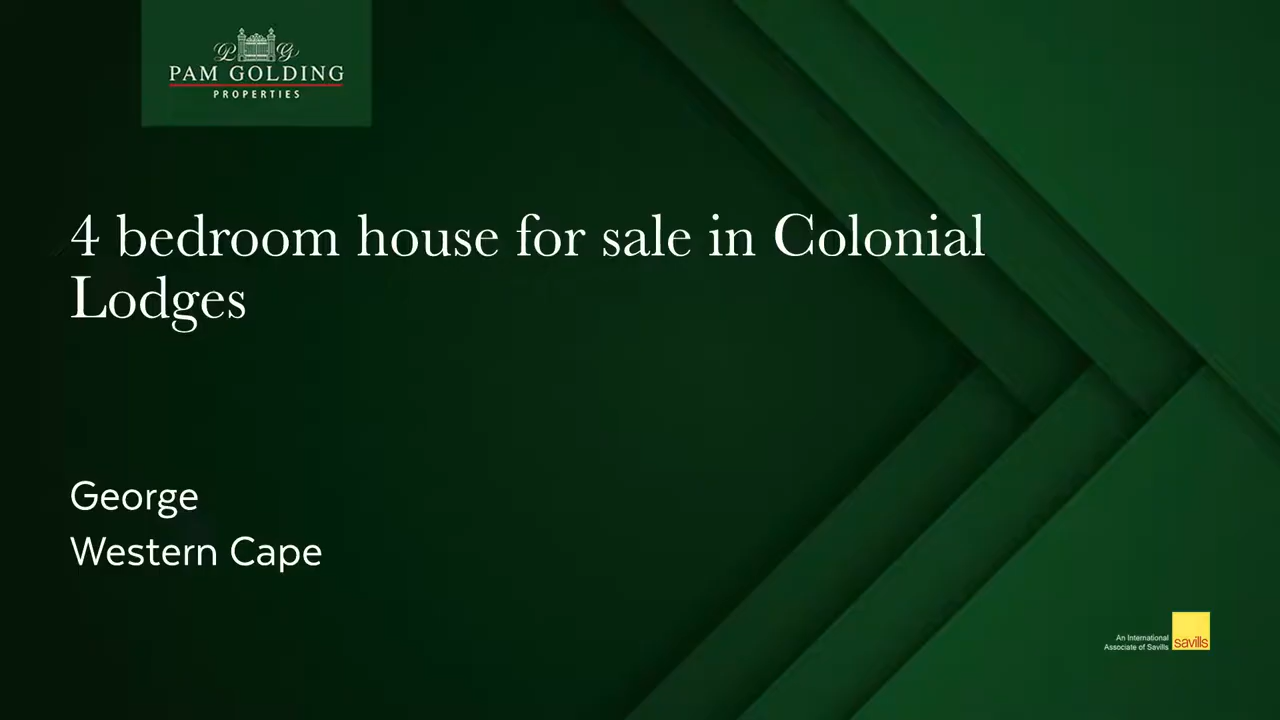 P G
PAM GOLDING
PROPERTIES
4 bedroom house for sale in Colonial
Lodges
George
Western Cape
An International
Associate of Savills
savills